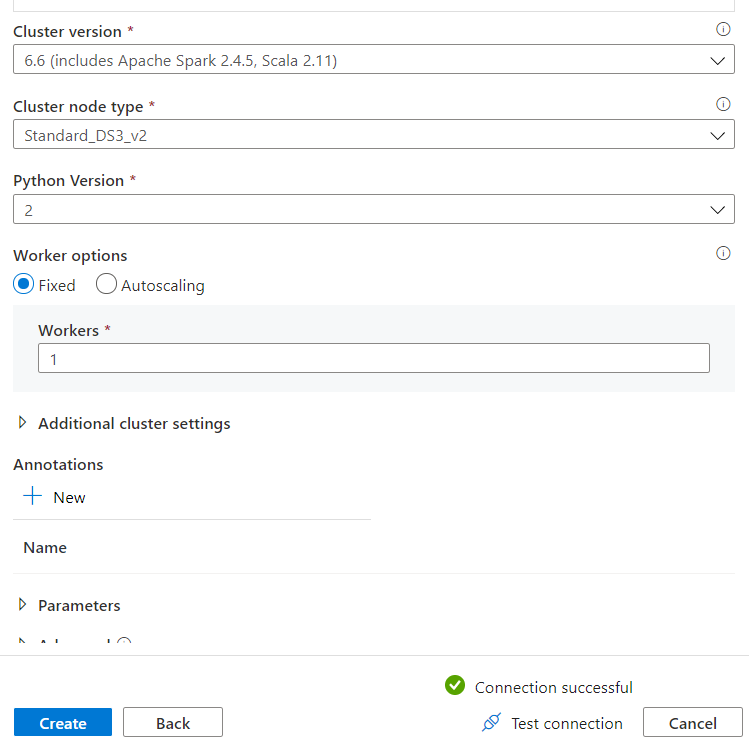 Cluster version *
6.6 (includes Apache Spark 2.4.5, Scala 2.11)
Cluster node type *
Standard_DS3_v2
Python Version *
2
Worker options
Fixed Autoscaling
Workers *
1
Additional cluster settings
Annotations
New
Name
Parameters
Connection successful
Create Back Test connection Cancel